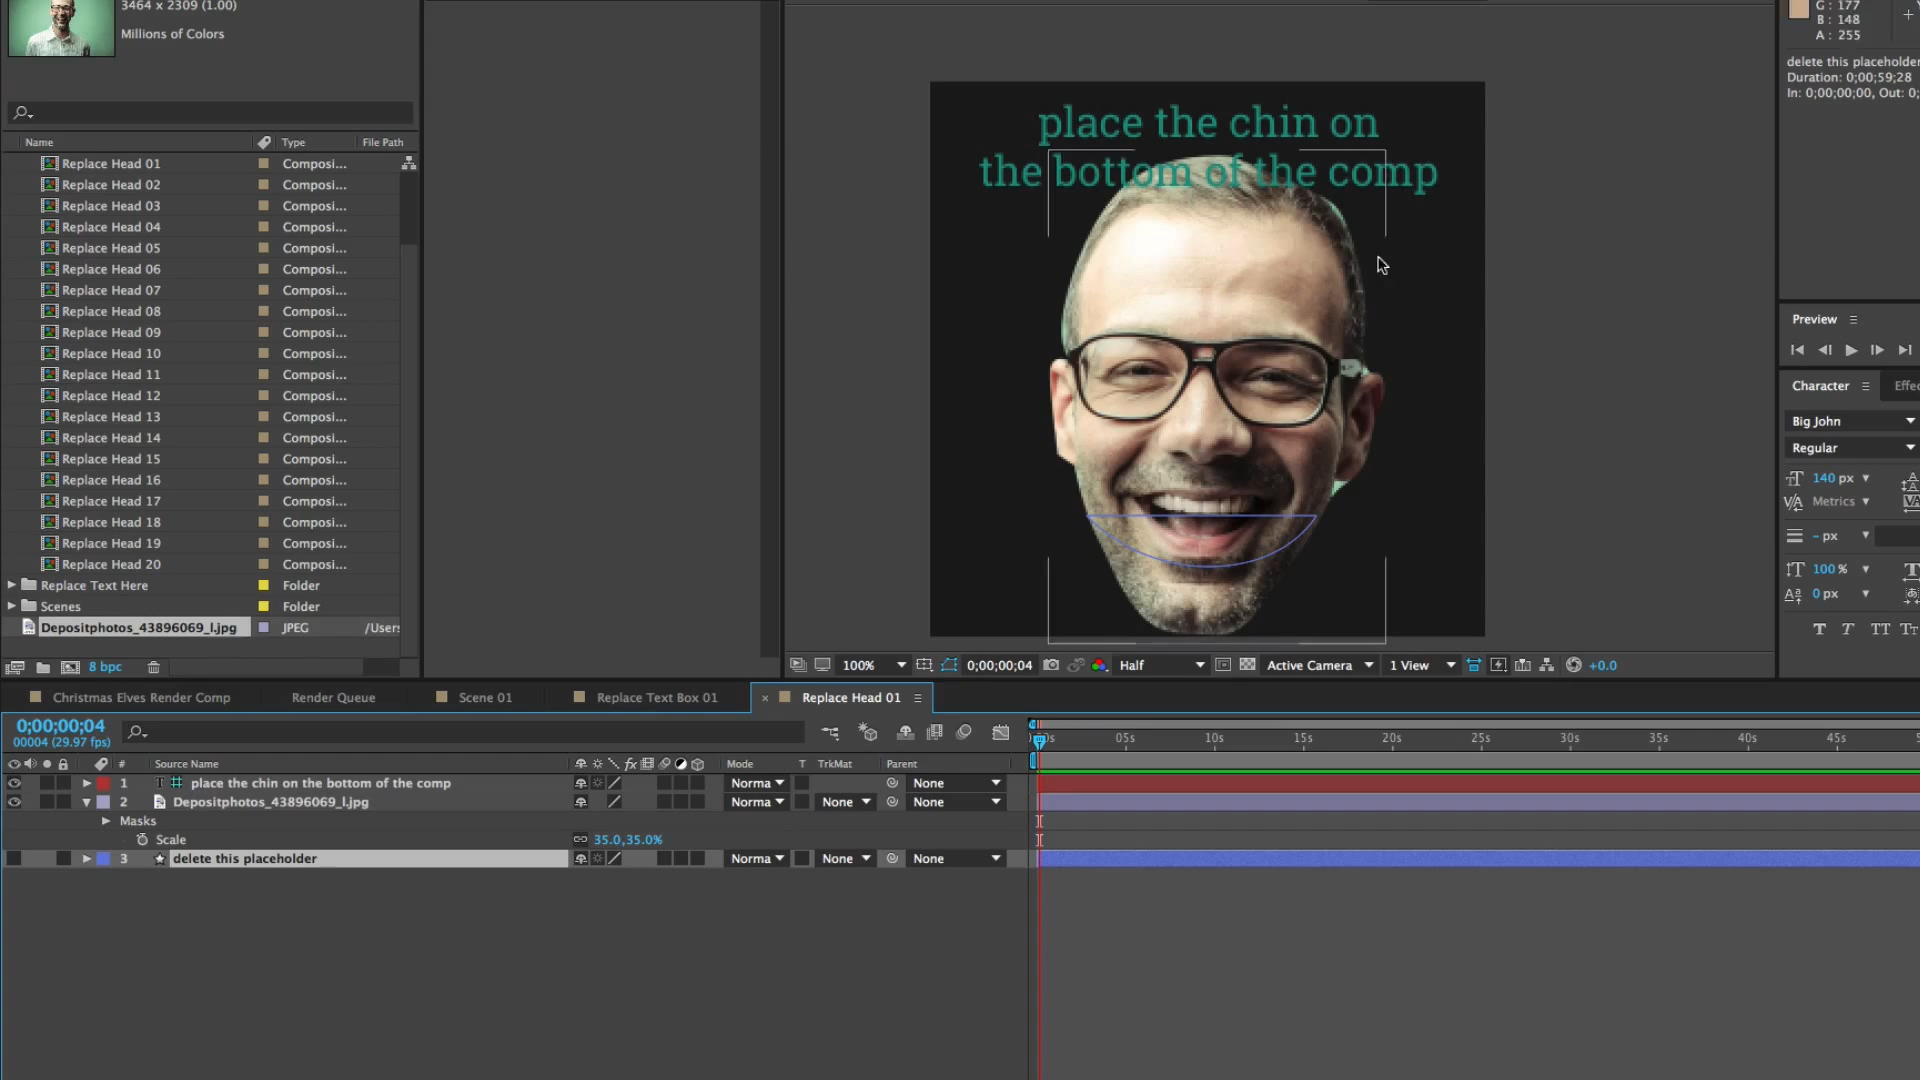 3464 x 2309 (1.00)
Millions of Colors
Name Type File Path
Replace Head 01 Composi...
Replace Head 02 Composi...
Replace Head 03 Composi...
Replace Head 04 Composi...
Replace Head 05 Composi...
Replace Head 06 Composi...
Replace Head 07 Composi...
Replace Head 08 Composi...
Replace Head 09 Composi...
Replace Head 10 Composi...
Replace Head 11 Composi...
Replace Head 12 Composi...
Replace Head 13 Composi...
Replace Head 14 Composi...
Replace Head 15 Composi...
Replace Head 16 Composi...
Replace Head 17 Composi...
Replace Head 18 Composi...
Replace Head 19 Composi...
Replace Head 20 Composi...
Replace Text Here Folder
Scenes Folder
Depositphotos_43896069_l.jpg JPEG /Users
8 bpc
place the chin on
the bottom of the comp
100% 0;00;00;04 Half Active Camera 1 View +0.0
G : 177
B : 148
A : 255
delete this placeholder
Duration: 0;00;59;28
In: 0;00;00;00, Out: 0;
Preview
Character Effec
Big John
Regular
140 px
Metrics
- px
100 %
0 px
Christmas Elves Render Comp Render Queue Scene 01 Replace Text Box 01 × Replace Head 01
0;00;00;04
00004 (29.97 fps)
# Source Name Mode T TrkMat Parent
1 place the chin on the bottom of the comp Norma None
2 Depositphotos_43896069_l.jpg Norma None None
Masks
Scale 35.0,35.0%
3 delete this placeholder Norma None None
05s 10s 15s 20s 25s 30s 35s 40s 45s